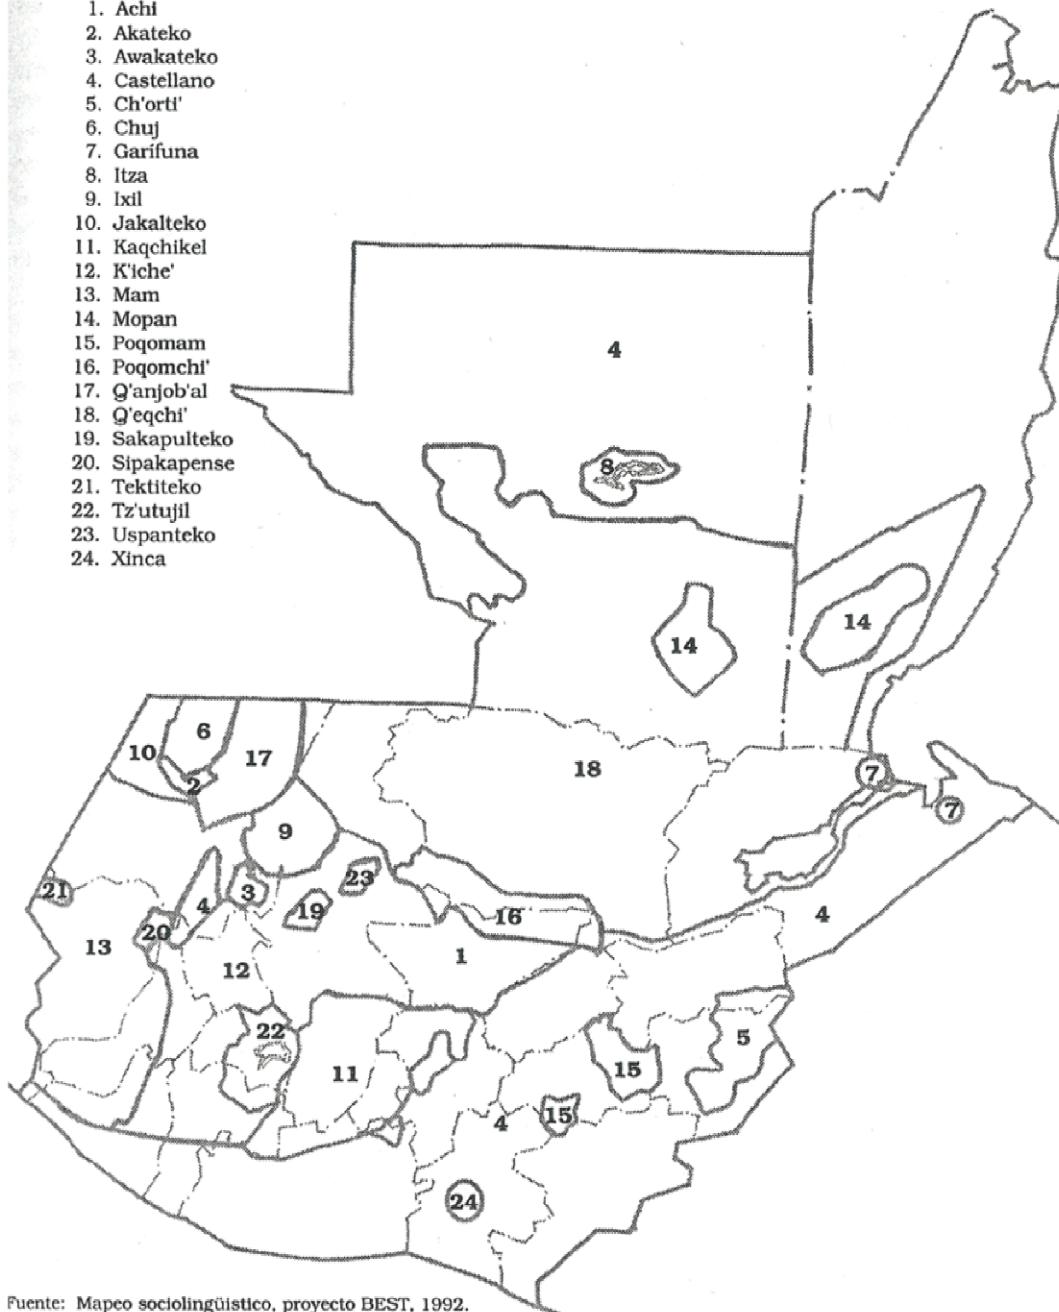 1. Achi
2. Akateko
3. Awakateko
4. Castellano
5. Ch'orti'
6. Chuj
7. Garifuna
8. Itza
9. Ixil
10. Jakalteko
11. Kaqchikel
12. K'iche'
13. Mam
14. Mopan
15. Poqomam
16. Poqomchi'
17. Q'anjob'al
18. Q'eqchi'
19. Sakapulteko
20. Sipakapense
21. Tektiteko
22. Tz'utujil
23. Uspanteko
24. Xinca
4
8
14
14
6
10
17
2
18
7
7
9
23
21
3
4
19
20
16
4
13
12
1
22
5
11
15
15
4
24
Fuente: Mapeo sociolingüistico, proyecto BEST, 1992.